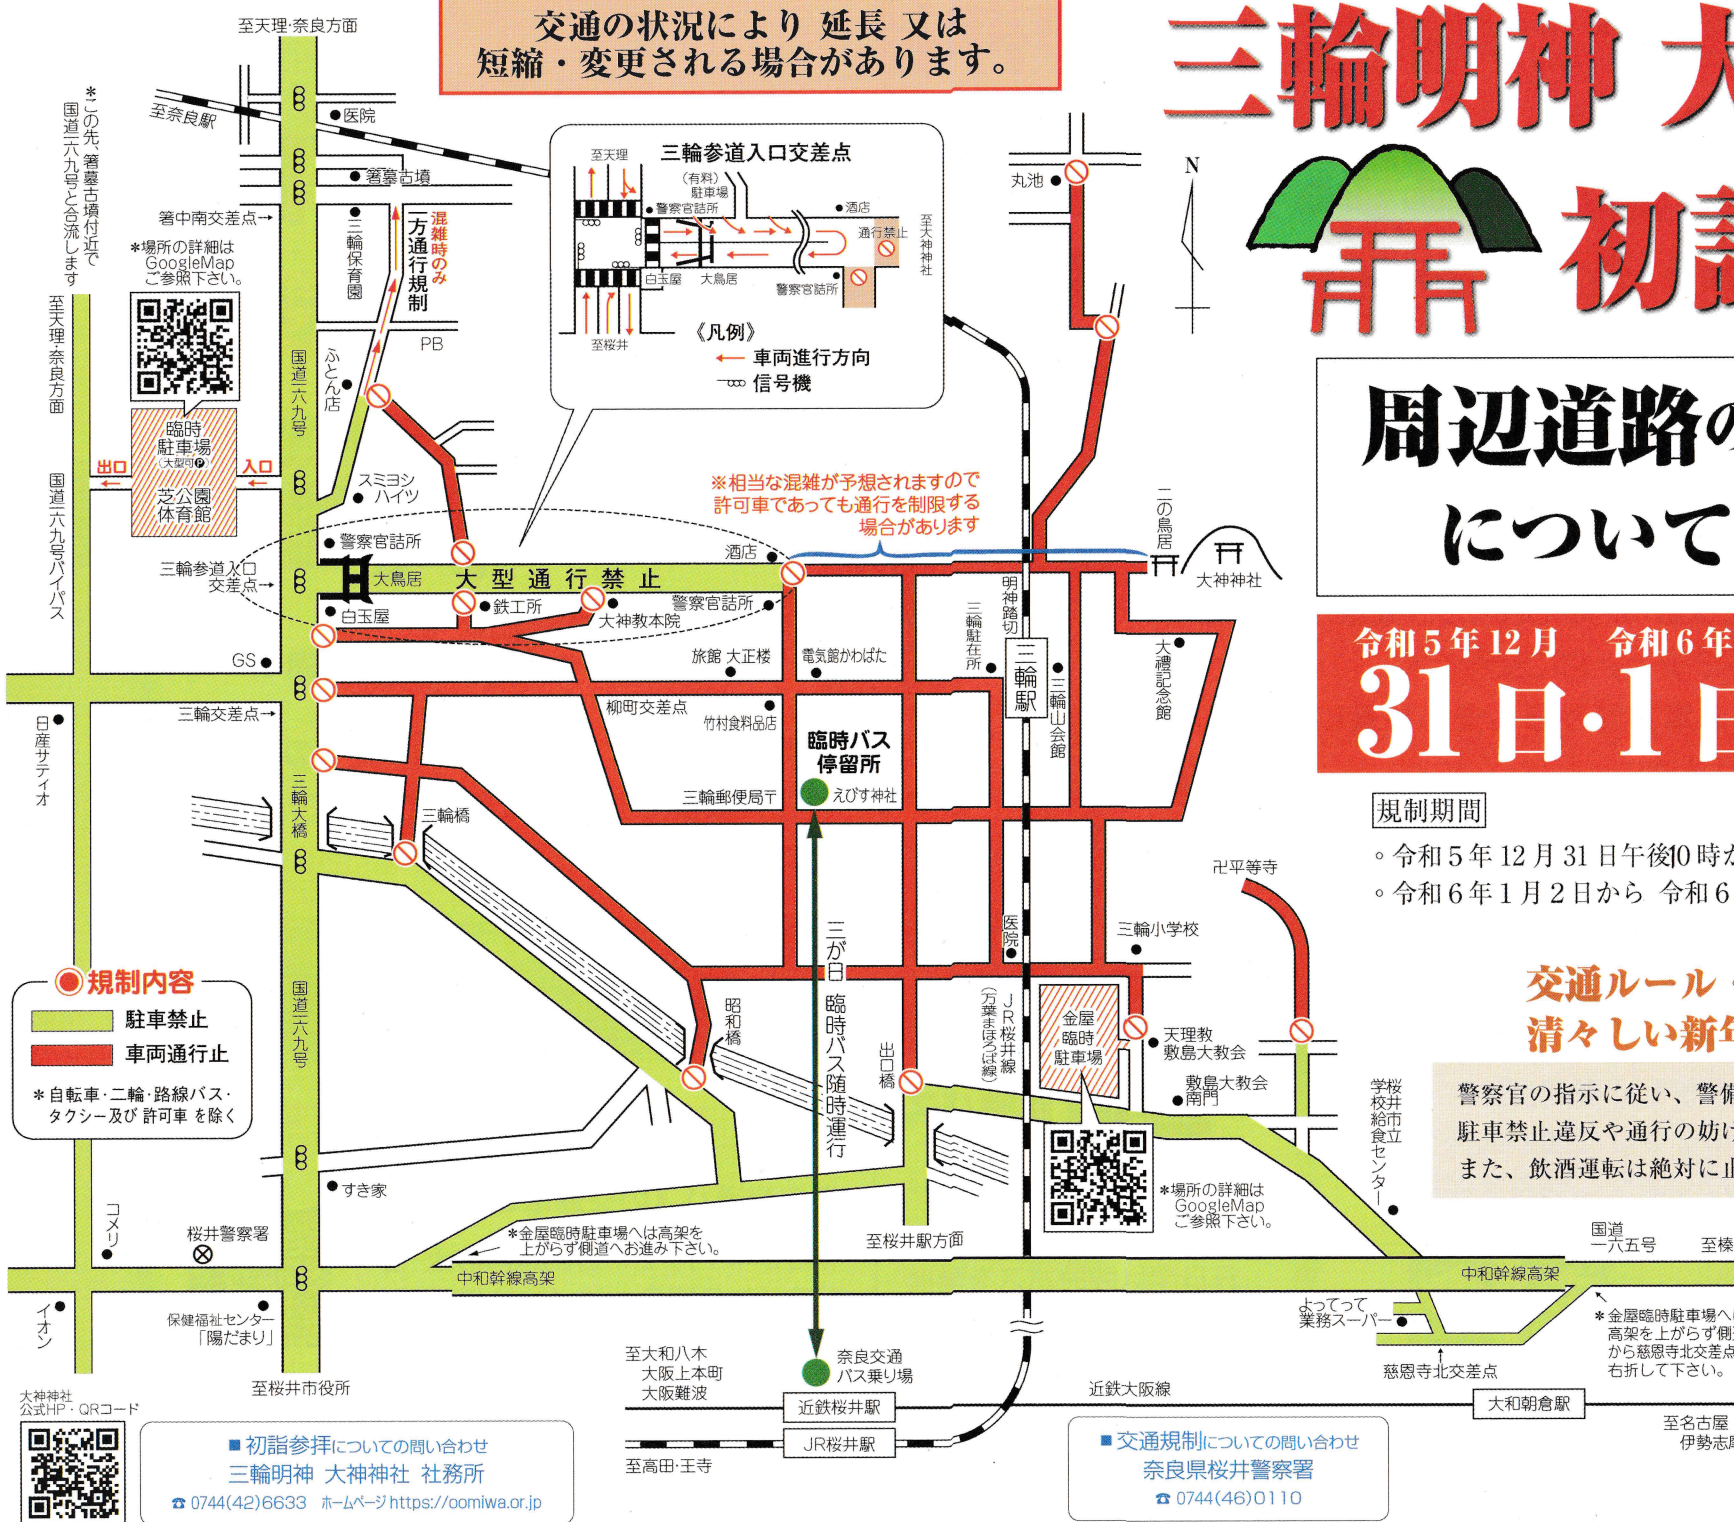 交通の状況により 延長 又は
短縮・変更される場合があります。
三輪明神 大
初詣
周辺道路の
について
令和5年12月 令和6年
31日・1日
規制期間
◦令和5年12月31日午後10時か
◦令和6年1月2日から 令和6
交通ルール・
清々しい新年
警察官の指示に従い、警備
駐車禁止違反や通行の妨げ
また、飲酒運転は絶対に止
至天理・奈良方面
至奈良駅
医院
箸墓古墳
箸中南交差点→
*この先、箸墓古墳付近で
国道一六九号と合流します
*場所の詳細は
GoogleMap
ご参照下さい。
三輪保育園
混雑時のみ
一方通行規制
PB
ふとん店
国道一六九号
至天理・奈良方面
国道一六九号バイパス
臨時
駐車場
(大型可P)
芝公園
体育館
出口
入口
スミヨシ
ハイツ
三輪参道入口交差点
至天理
(有料)
駐車場
警察官詰所
酒店
通行禁止
至大神神社
白玉屋
大鳥居
警察官詰所
至桜井
《凡例》
← 車両進行方向
信号機
N
丸池
※相当な混雑が予想されますので
許可車であっても通行を制限する
場合があります
二の鳥居
大神神社
警察官詰所
三輪参道入口
交差点→
大鳥居
大型通行禁止
酒店
白玉屋
鉄工所
大神教本院
警察官詰所
明神踏切
三輪駐在所
三輪駅
三輪山会館
大禮記念館
GS
旅館 大正楼
電気館かわばた
三輪交差点→
柳町交差点
竹村食料品店
日産サティオ
臨時バス
停留所
三輪郵便局〒
えびす神社
三輪大橋
三輪橋
卍平等寺
三輪小学校
医院
規制内容
駐車禁止
車両通行止
*自転車・二輪・路線バス・
タクシー及び 許可車 を除く
国道一六九号
昭和橋
三が日 臨時バス随時運行
出口橋
JR桜井線
(万葉まほろば線)
金屋
臨時
駐車場
天理教
敷島大教会
敷島大教会
南門
桜井市立
学校給食センター
*場所の詳細は
GoogleMap
ご参照下さい。
すき家
コメリ
桜井警察署
*金屋臨時駐車場へは高架を
上がらず側道へお進み下さい。
至桜井駅方面
国道
一六五号
至榛
中和幹線高架
中和幹線高架
イオン
保健福祉センター
「陽だまり」
よってって
業務スーパー
慈恩寺北交差点
*金屋臨時駐車場へは
高架を上がらず側道
から慈恩寺北交差点
右折して下さい。
至桜井市役所
至大和八木
大阪上本町
大阪難波
奈良交通
バス乗り場
近鉄大阪線
近鉄桜井駅
大和朝倉駅
JR桜井駅
至高田・王寺
至名古屋
伊勢志摩
大神神社
公式HP・QRコード
■初詣参拝についての問い合わせ
三輪明神 大神神社 社務所
☎ 0744(42)6633 ホームページ https://oomiwa.or.jp
■交通規制についての問い合わせ
奈良県桜井警察署
☎ 0744(46)0110